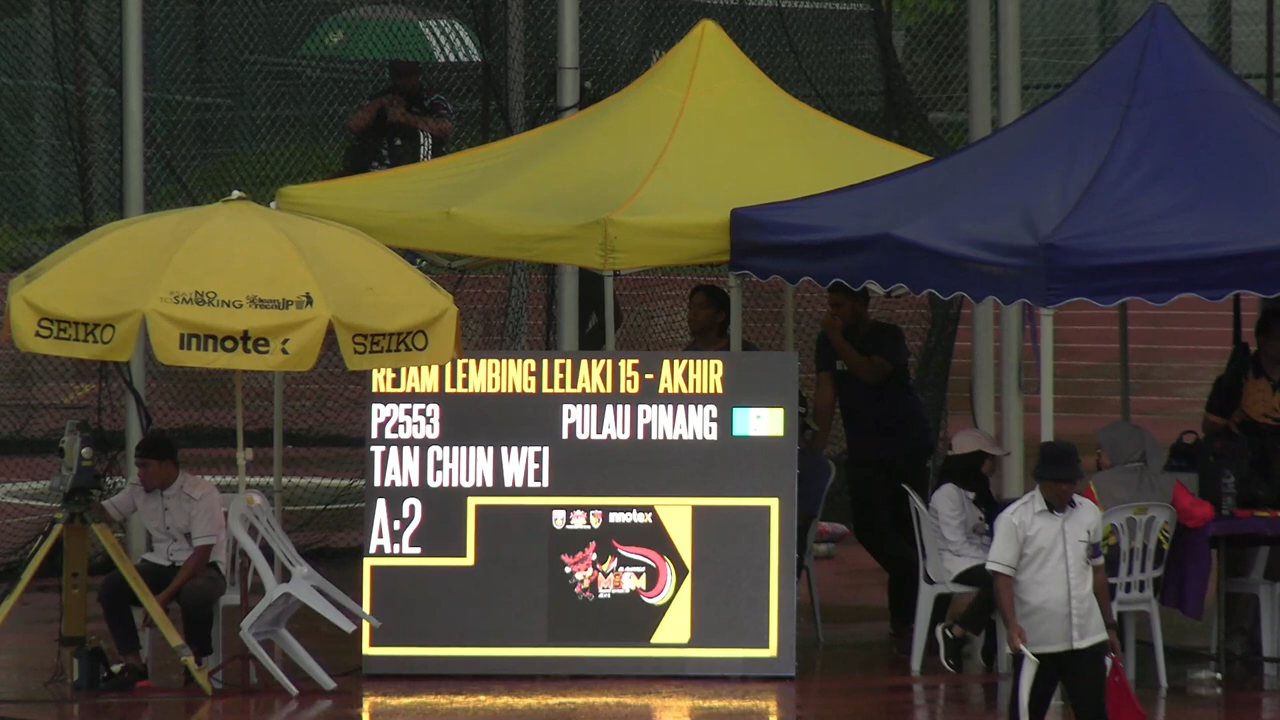 NO
SMOKING
SEIKO
innotex
SEIKO
REJAM LEMBING LELAKI 15 - AKHIR
P2553 PULAU PINANG
TAN CHUN WEI
A:2
innotex